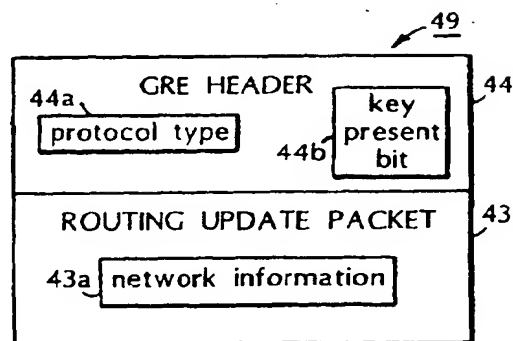 49
GRE HEADER
44
44a
protocol type
44b
key
present
bit
ROUTING UPDATE PACKET
43
43a
network information